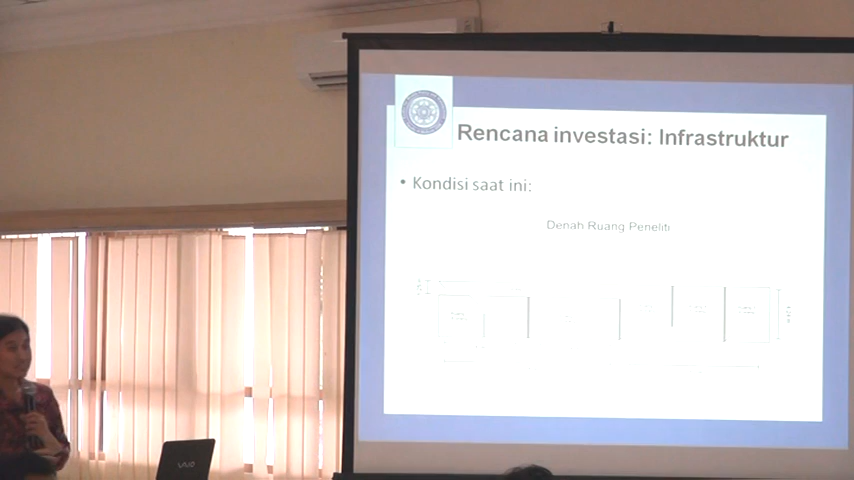 Rencana investasi: Infrastruktur
• Kondisi saat ini:
Denah Ruang Peneliti
VAIO